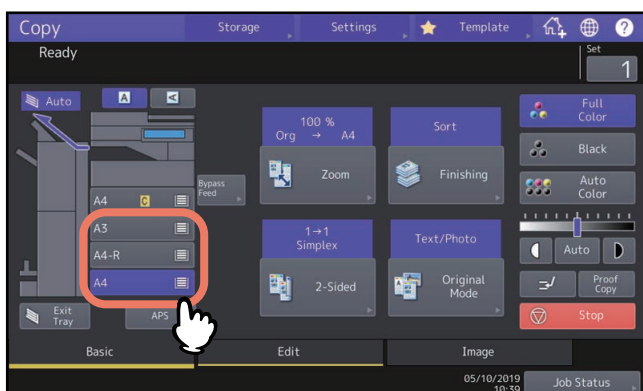 Copy
Storage
Settings
Template
?
Ready
Set
1
Auto
A
A
100 %
Org → A4
Zoom
Sort
Finishing
Full
Color
Black
Auto
Color
Bypass
Feed
A4 C
A3
A4-R
A4
1→1
Simplex
2-Sided
Text/Photo
Original
Mode
Auto
Proof
Copy
Exit
Tray
APS
Stop
Basic
Edit
Image
05/10/2019
10:39
Job Status